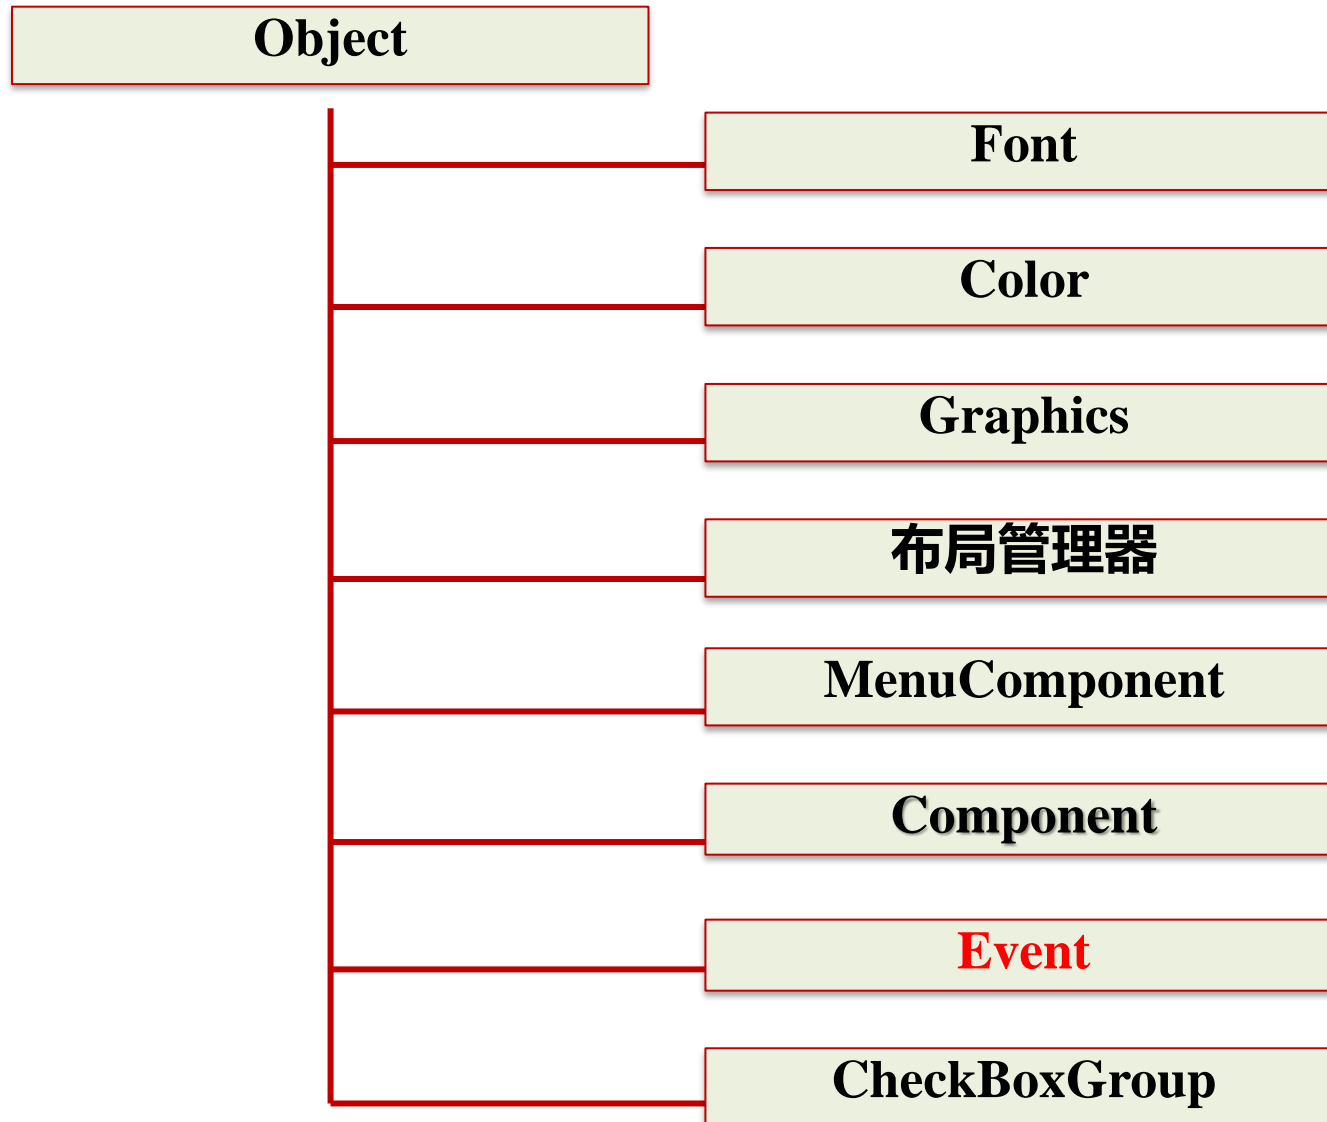 Object
Font
Color
Graphics
布局管理器
MenuComponent
Component
Event
CheckBoxGroup